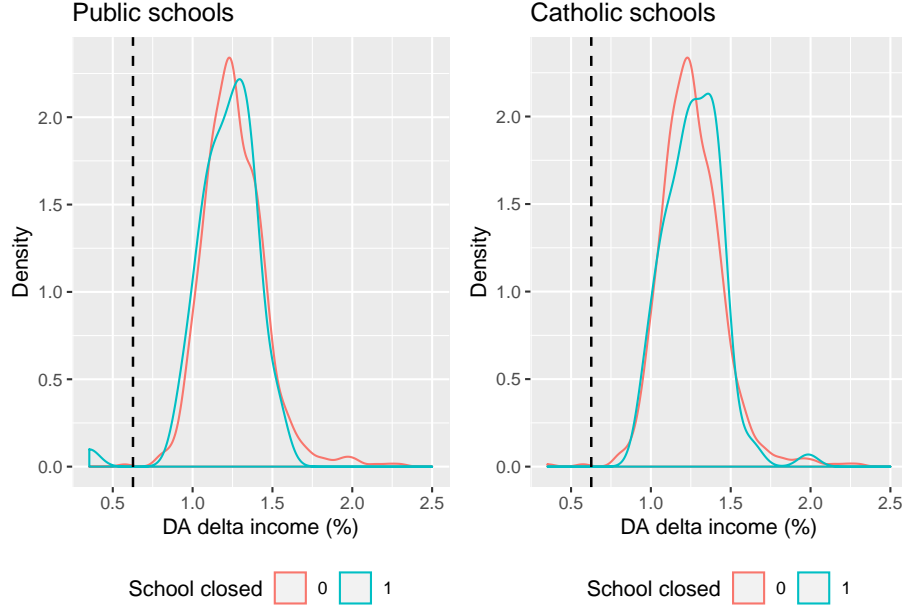 Public schools
Density
2.0
1.5
1.0
0.5
0.0
0.5 1.0 1.5 2.0 2.5
DA delta income (%)
School closed 0 1
Catholic schools
Density
2.0
1.5
1.0
0.5
0.0
0.5 1.0 1.5 2.0 2.5
DA delta income (%)
School closed 0 1